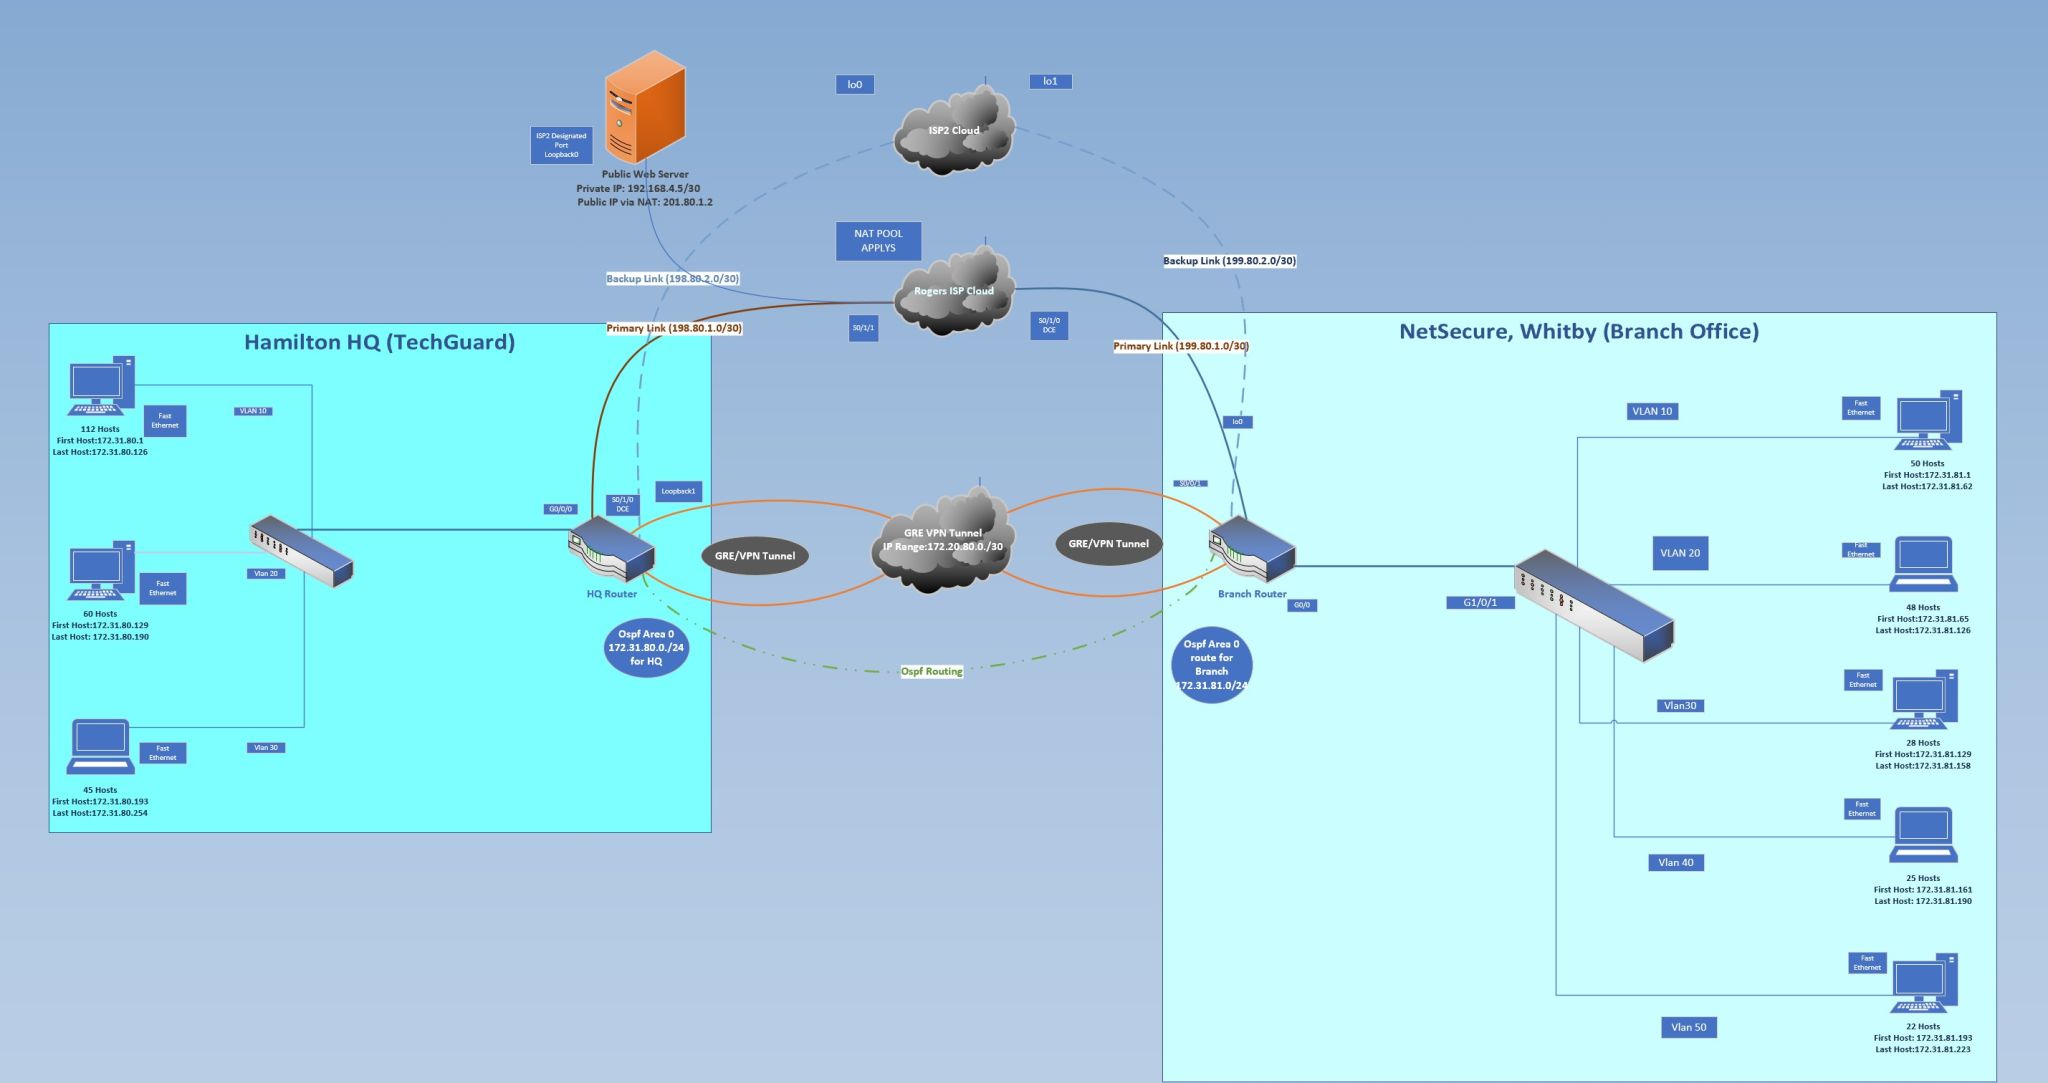 lo0
lo1
ISP2 Cloud
ISP2 Designated
Port
Loopback0
Public Web Server
Private IP: 192.168.4.5/30
Public IP via NAT: 201.80.1.2
NAT POOL
APPLYS
Backup Link (198.80.2.0/30)
Backup Link (199.80.2.0/30)
Rogers ISP Cloud
S0/1/1
S0/1/0
DCE
Primary Link (198.80.1.0/30)
Primary Link (199.80.1.0/30)
Hamilton HQ (TechGuard)
Fast
Ethernet
VLAN 10
112 Hosts
First Host:172.31.80.1
Last Host:172.31.80.126
G0/0/0
S0/1/0
DCE
Loopback1
Vlan 20
Fast
Ethernet
60 Hosts
First Host:172.31.80.129
Last Host: 172.31.80.190
HQ Router
Ospf Area 0
172.31.80.0./24
for HQ
Fast
Ethernet
Vlan 30
45 Hosts
First Host:172.31.80.193
Last Host:172.31.80.254
GRE/VPN Tunnel
GRE VPN Tunnel
IP Range:172.20.80.0./30
GRE/VPN Tunnel
Ospf Routing
NetSecure, Whitby (Branch Office)
lo0
S0/0/1
Branch Router
G0/0
Ospf Area 0
route for
Branch
172.31.81.0/24
G1/0/1
VLAN 10
Fast
Ethernet
50 Hosts
First Host:172.31.81.1
Last Host:172.31.81.62
VLAN 20
Fast
Ethernet
48 Hosts
First Host:172.31.81.65
Last Host:172.31.81.126
Vlan30
Fast
Ethernet
28 Hosts
First Host:172.31.81.129
Last Host:172.31.81.158
Fast
Ethernet
Vlan 40
25 Hosts
First Host: 172.31.81.161
Last Host: 172.31.81.190
Fast
Ethernet
Vlan 50
22 Hosts
First Host: 172.31.81.193
Last Host:172.31.81.223